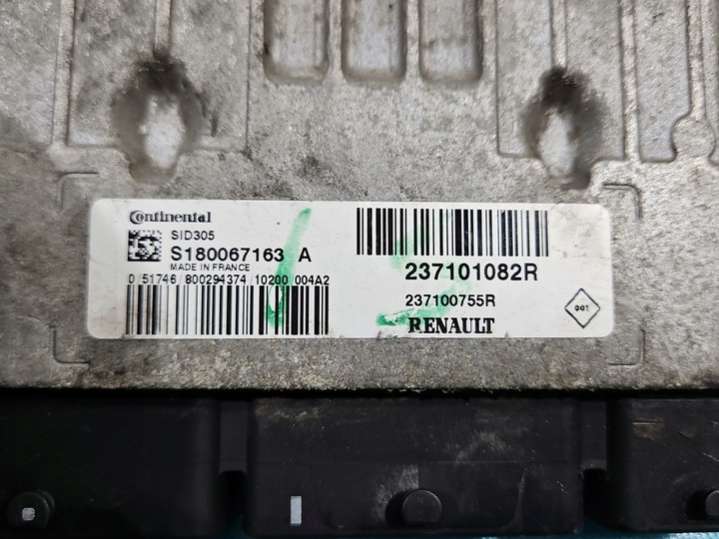 Continental
SID305
S180067163 A
MADE IN FRANCE
0 51746 800294374 10200 004A2
237101082R
237100755R
RENAULT
001